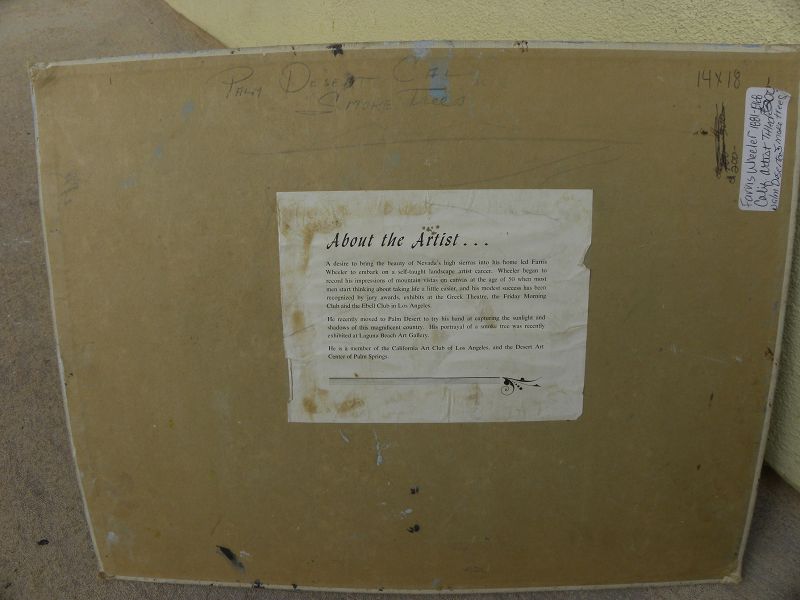 Palm Desert Cal
Smoke Trees
14 x 18
Farris Wheeler
Calif artist
Palm Desert Smoke trees
About the Artist . . .
A desire to bring the beauty of Nevada's high sierras into his home led Farris
Wheeler to embark on a self-taught landscape artist career. Wheeler began to
record his impressions of mountain vistas on canvas at the age of 50 when most
men start thinking about taking life a little easier, and his modest success has been
recognized by jury awards, exhibits at the Greek Theatre, the Friday Morning
Club and the Ebell Club in Los Angeles.
He recently moved to Palm Desert to try his hand at capturing the sunlight and
shadows of this magnificent country. His portrayal of a smoke tree was recently
exhibited at Laguna Beach Art Gallery.
He is a member of the California Art Club of Los Angeles, and the Desert Art
Center of Palm Springs.